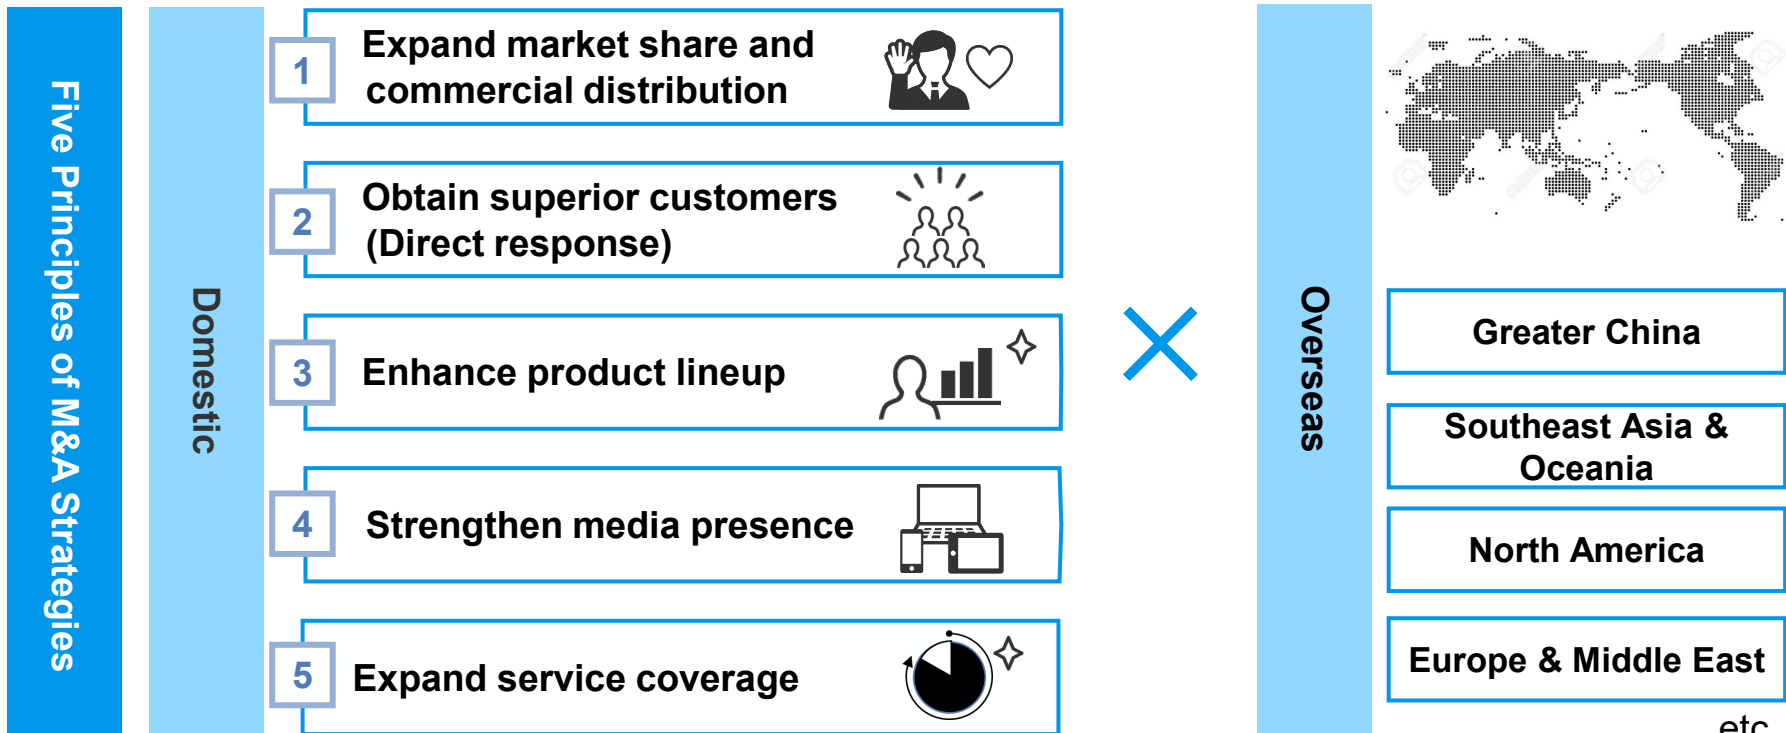 Five Principles of M&A Strategies
Domestic
1
Expand market share and
commercial distribution
2
Obtain superior customers
(Direct response)
3
Enhance product lineup
4
Strengthen media presence
5
Expand service coverage
Overseas
Greater China
Southeast Asia &
Oceania
North America
Europe & Middle East
etc